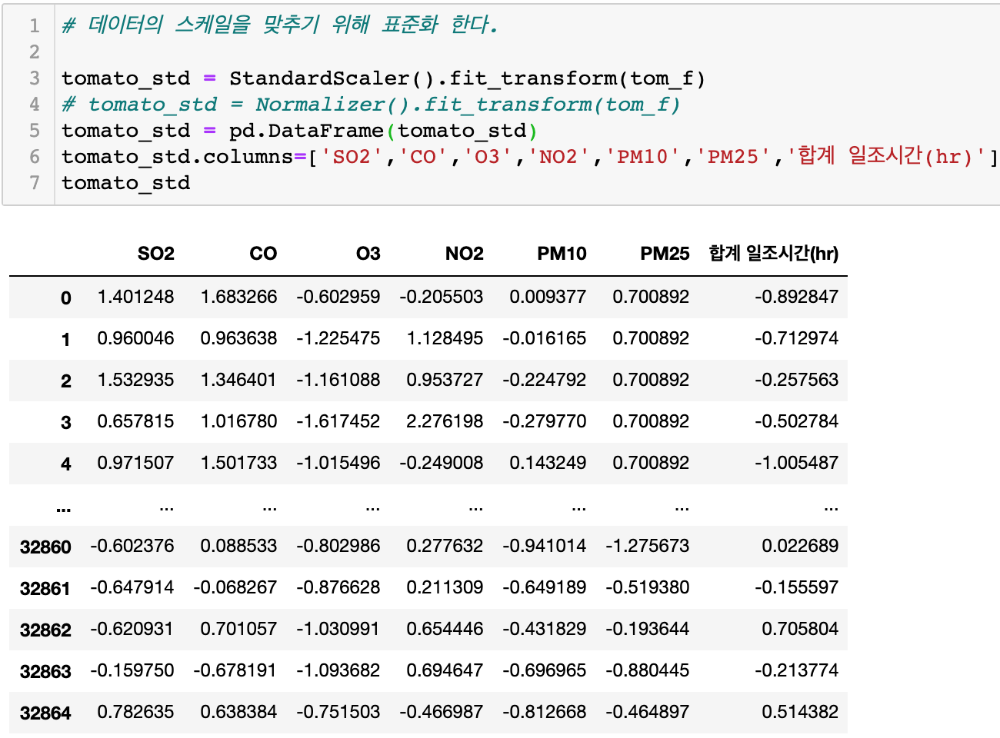 1 # 데이터의 스케일을 맞추기 위해 표준화 한다.
2
3 tomato_std = StandardScaler().fit_transform(tom_f)
4 # tomato_std = Normalizer().fit_transform(tom_f)
5 tomato_std = pd.DataFrame(tomato_std)
6 tomato_std.columns=['SO2','CO','O3','NO2','PM10','PM25','합계 일조시간(hr)']
7 tomato_std
SO2 CO O3 NO2 PM10 PM25 합계 일조시간(hr)
0 1.401248 1.683266 -0.602959 -0.205503 0.009377 0.700892 -0.892847
1 0.960046 0.963638 -1.225475 1.128495 -0.016165 0.700892 -0.712974
2 1.532935 1.346401 -1.161088 0.953727 -0.224792 0.700892 -0.257563
3 0.657815 1.016780 -1.617452 2.276198 -0.279770 0.700892 -0.502784
4 0.971507 1.501733 -1.015496 -0.249008 0.143249 0.700892 -1.005487
... ... ... ... ... ... ... ...
32860 -0.602376 0.088533 -0.802986 0.277632 -0.941014 -1.275673 0.022689
32861 -0.647914 -0.068267 -0.876628 0.211309 -0.649189 -0.519380 -0.155597
32862 -0.620931 0.701057 -1.030991 0.654446 -0.431829 -0.193644 0.705804
32863 -0.159750 -0.678191 -1.093682 0.694647 -0.696965 -0.880445 -0.213774
32864 0.782635 0.638384 -0.751503 -0.466987 -0.812668 -0.464897 0.514382